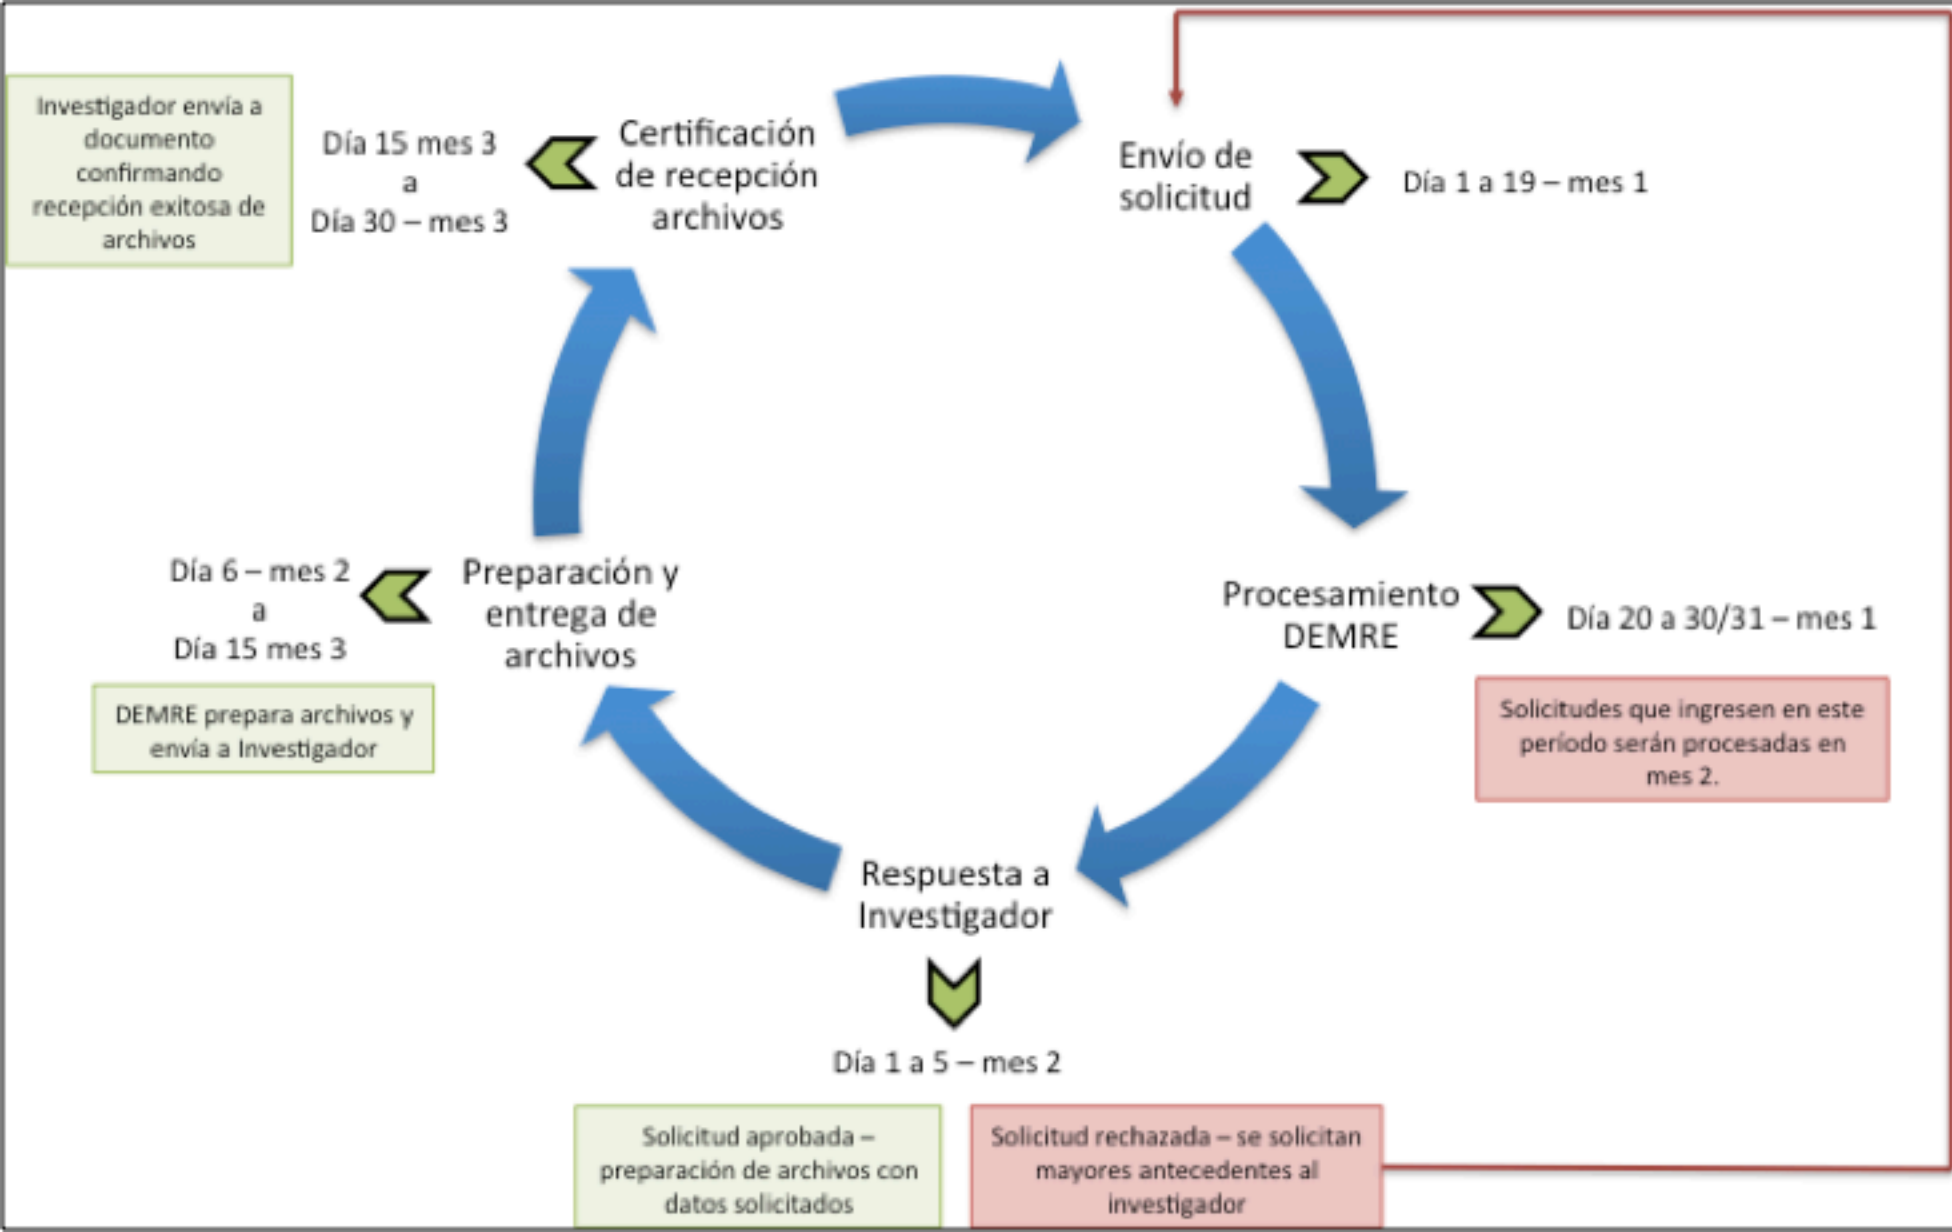 Investigador envía a
documento
confirmando
recepción exitosa de
archivos
Día 15 mes 3
a
Día 30 – mes 3
Certificación
de recepción
archivos
Envío de
solicitud
Día 1 a 19 – mes 1
Procesamiento
DEMRE
Día 20 a 30/31 – mes 1
Solicitudes que ingresen en este
período serán procesadas en
mes 2.
Respuesta a
Investigador
Día 1 a 5 – mes 2
Solicitud aprobada –
preparación de archivos con
datos solicitados
Solicitud rechazada – se solicitan
mayores antecedentes al
investigador
Preparación y
entrega de
archivos
Día 6 – mes 2
a
Día 15 mes 3
DEMRE prepara archivos y
envía a Investigador